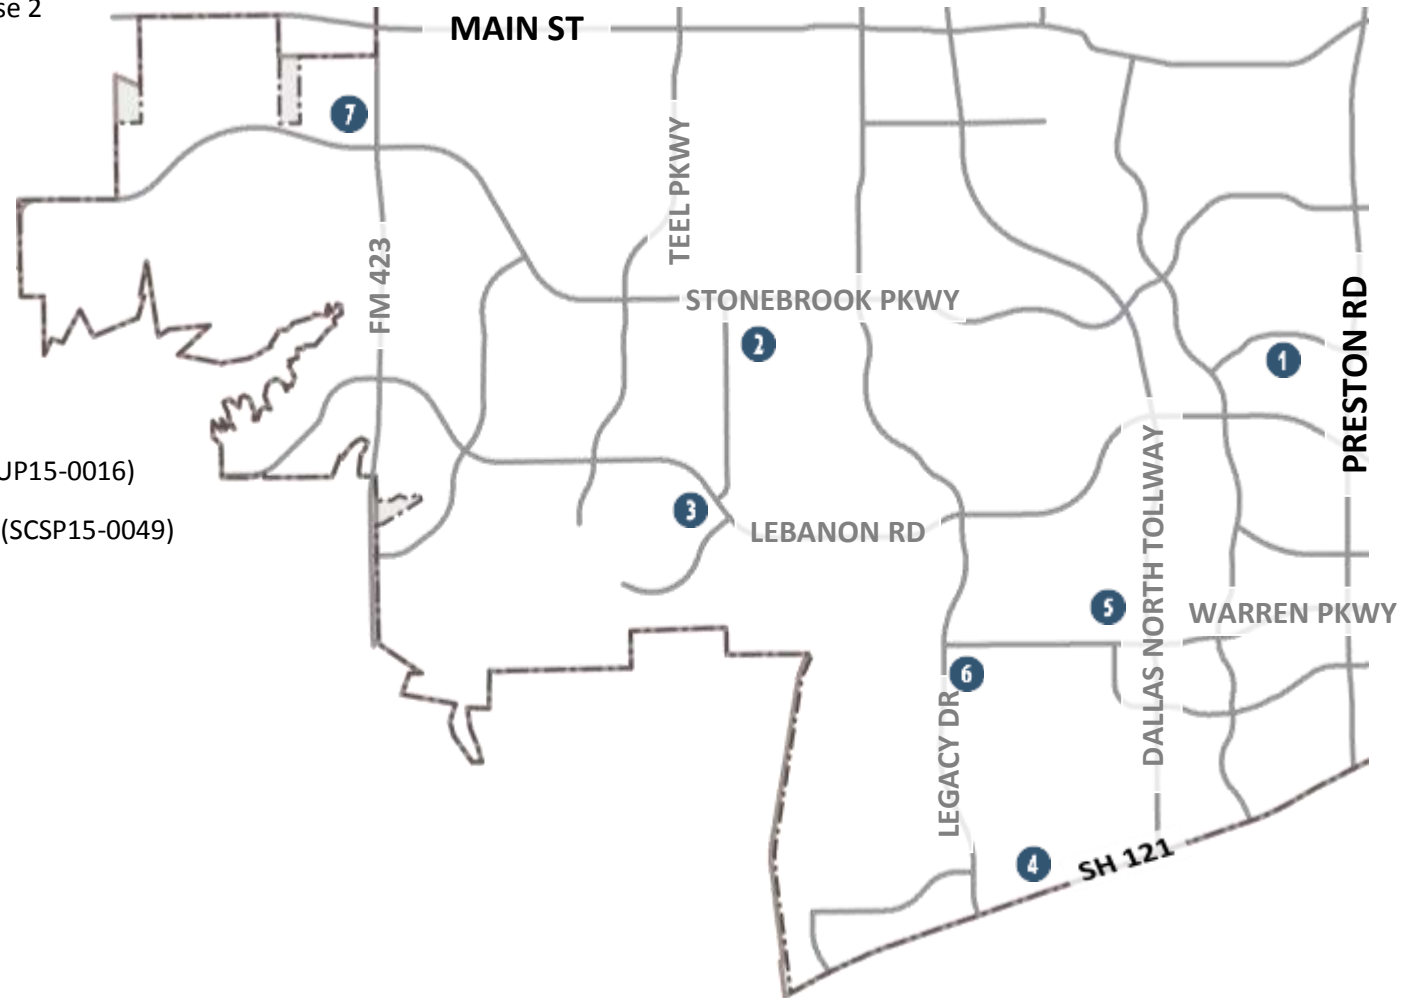 se 2
MAIN ST
7
TEEL PKWY
FM 423
STONEBROOK PKWY
2
1
PRESTON RD
UP15-0016)
3
(SCSP15-0049)
LEBANON RD
DALLAS NORTH TOLLWAY
5
WARREN PKWY
6
LEGACY DR
4
SH 121